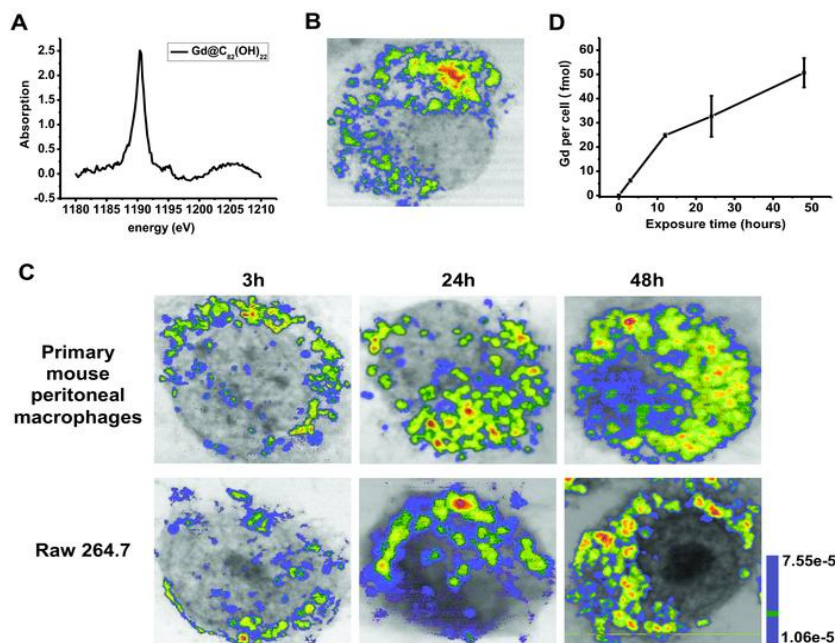 A
Absorption
2.5
2.0
1.5
1.0
0.5
0.0
-0.5
Gd@C82(OH)22
1180 1185 1190 1195 1200 1205 1210
energy (eV)
B
D
Gd per cell ( fmol)
60
50
40
30
20
10
0
0 10 20 30 40 50
Exposure time (hours)
C
3h 24h 48h
Primary
mouse
peritoneal
macrophages
Raw 264.7
7.55e-5
1.06e-5